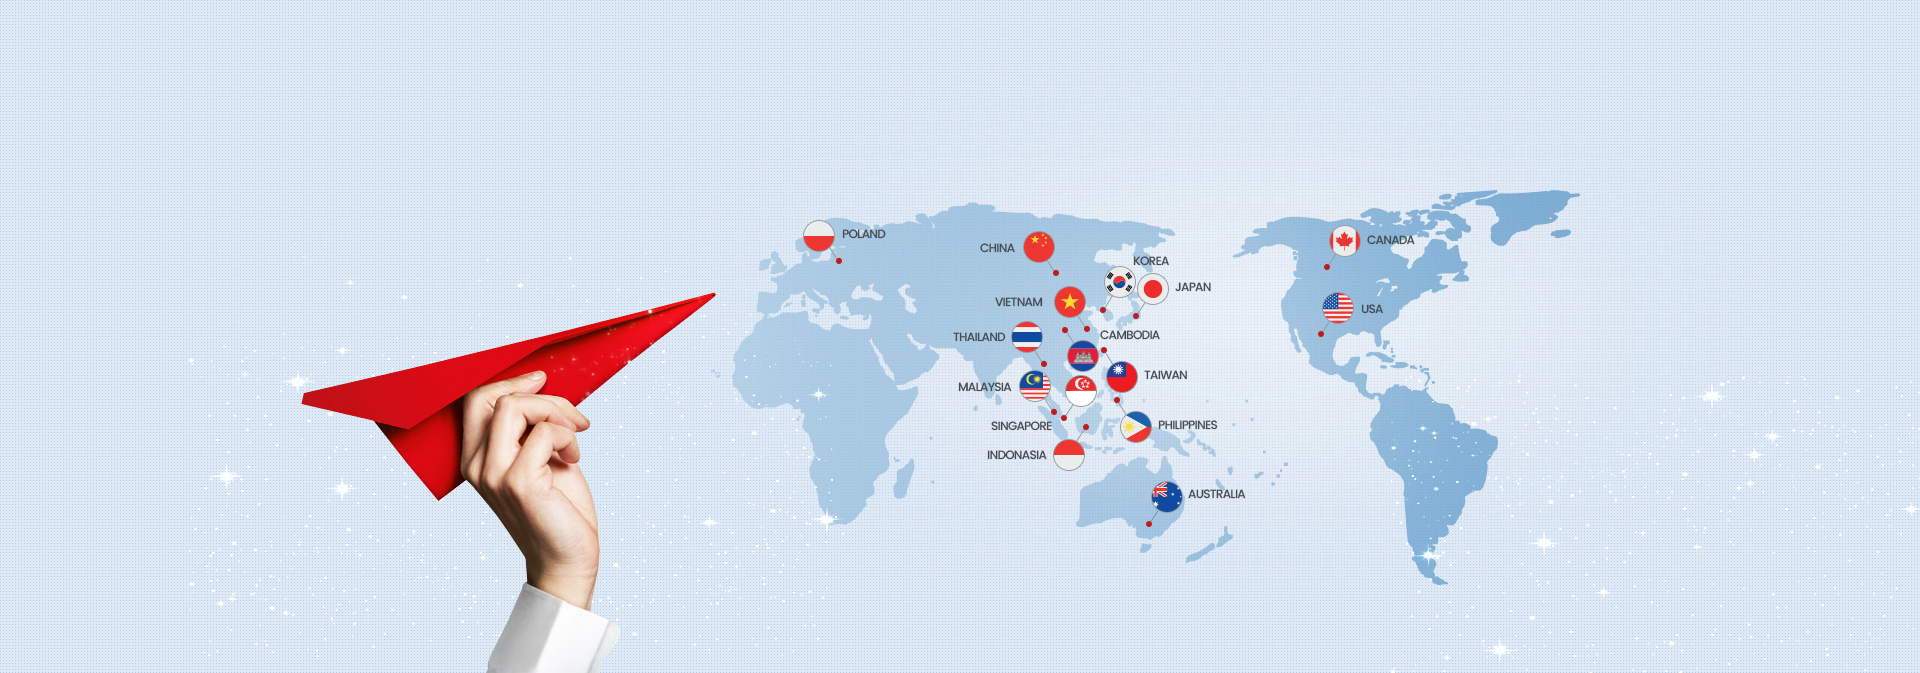 POLAND
CHINA
KOREA
JAPAN
VIETNAM
THAILAND
CAMBODIA
MALAYSIA
TAIWAN
SINGAPORE
PHILIPPINES
INDONASIA
AUSTRALIA
CANADA
USA